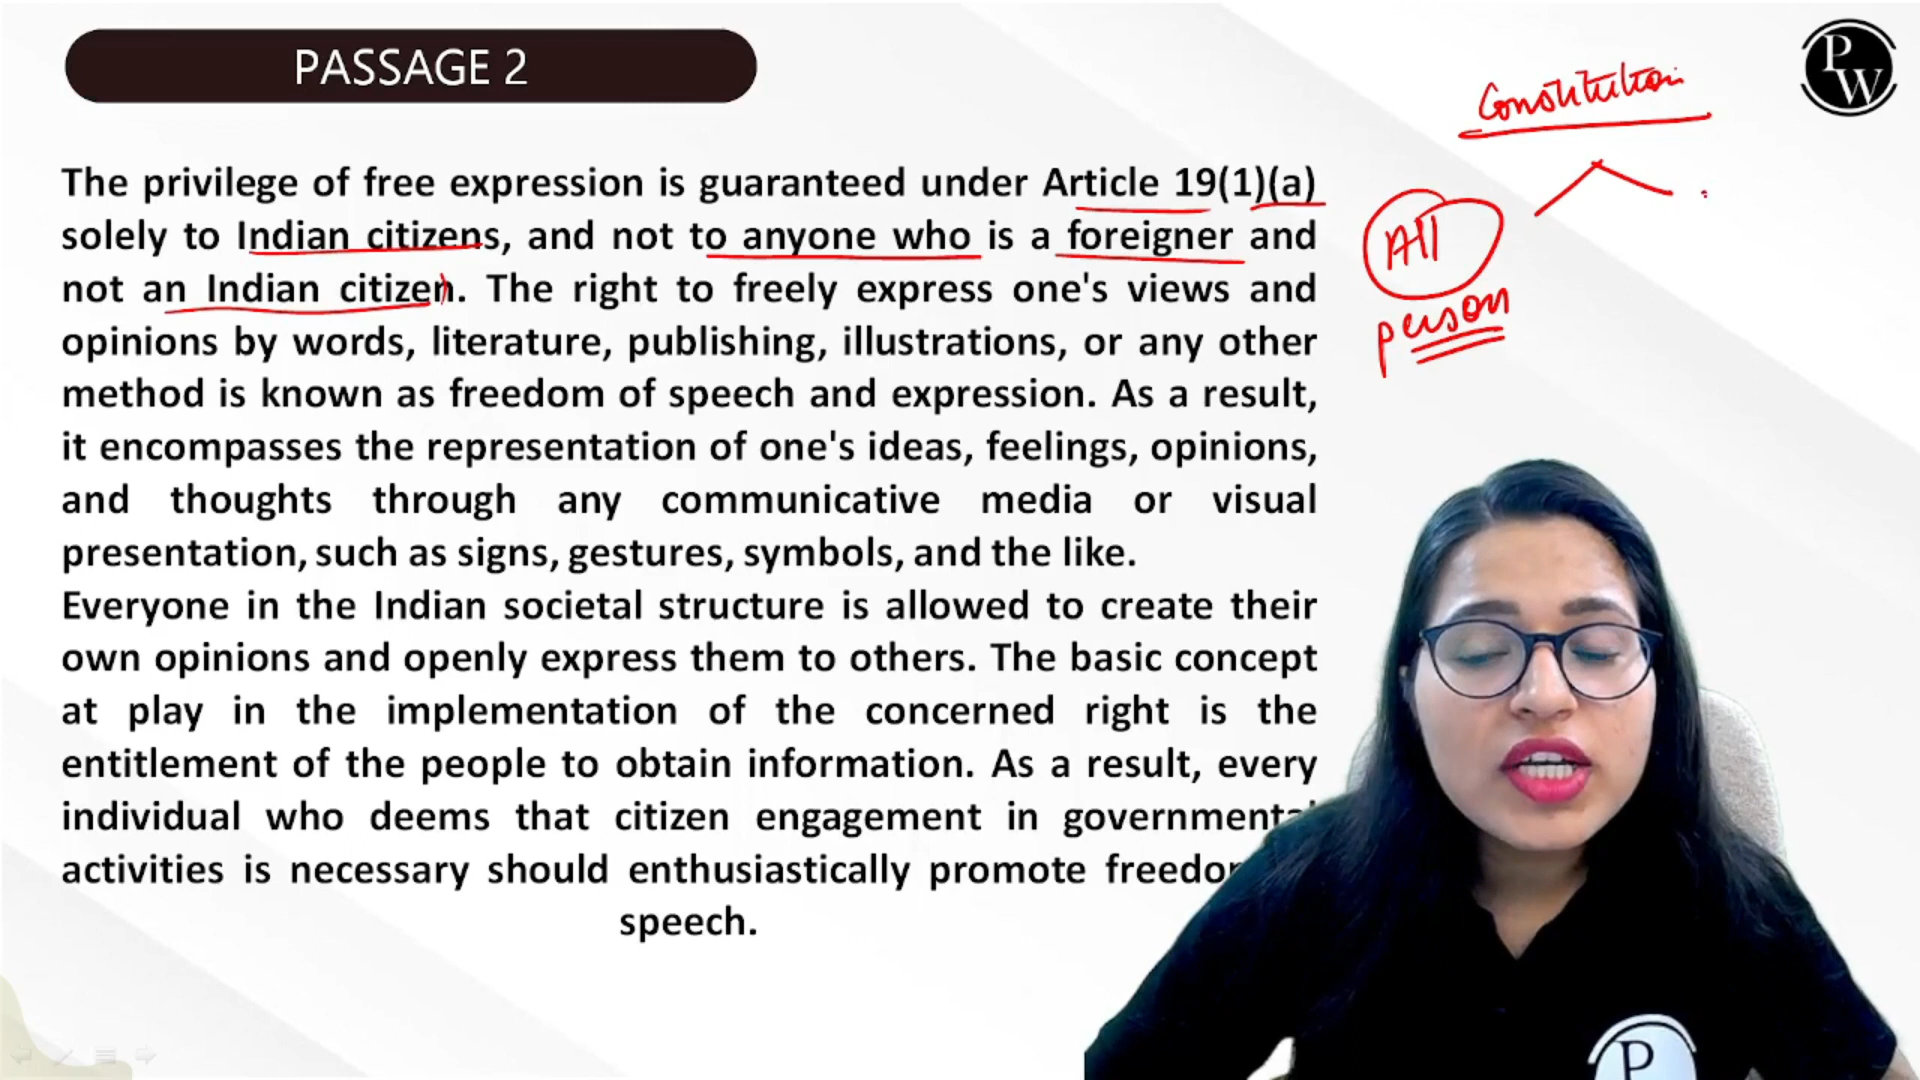 PASSAGE 2
The privilege of free expression is guaranteed under Article 19(1)(a)
solely to Indian citizens, and not to anyone who is a foreigner and
not an Indian citizen. The right to freely express one's views and
opinions by words, literature, publishing, illustrations, or any other
method is known as freedom of speech and expression. As a result,
it encompasses the representation of one's ideas, feelings, opinions,
and thoughts through any communicative media or visual
presentation, such as signs, gestures, symbols, and the like.
Everyone in the Indian societal structure is allowed to create their
own opinions and openly express them to others. The basic concept
at play in the implementation of the concerned right is the
entitlement of the people to obtain information. As a result, every
individual who deems that citizen engagement in governmental
activities is necessary should enthusiastically promote freedo
speech.
Constitution
All
person
PW
P